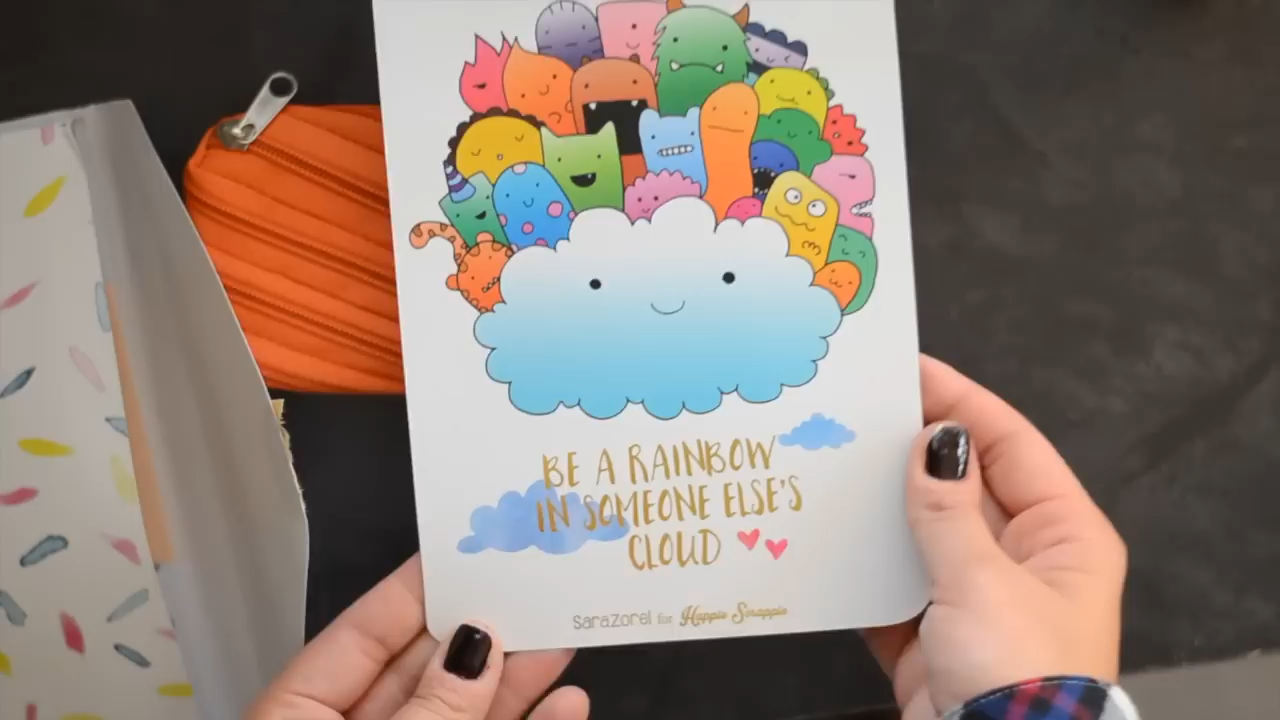 BE A RAINBOW
IN SOMEONE ELSE'S
CLOUD
SaraZorel for Happie Scrappie